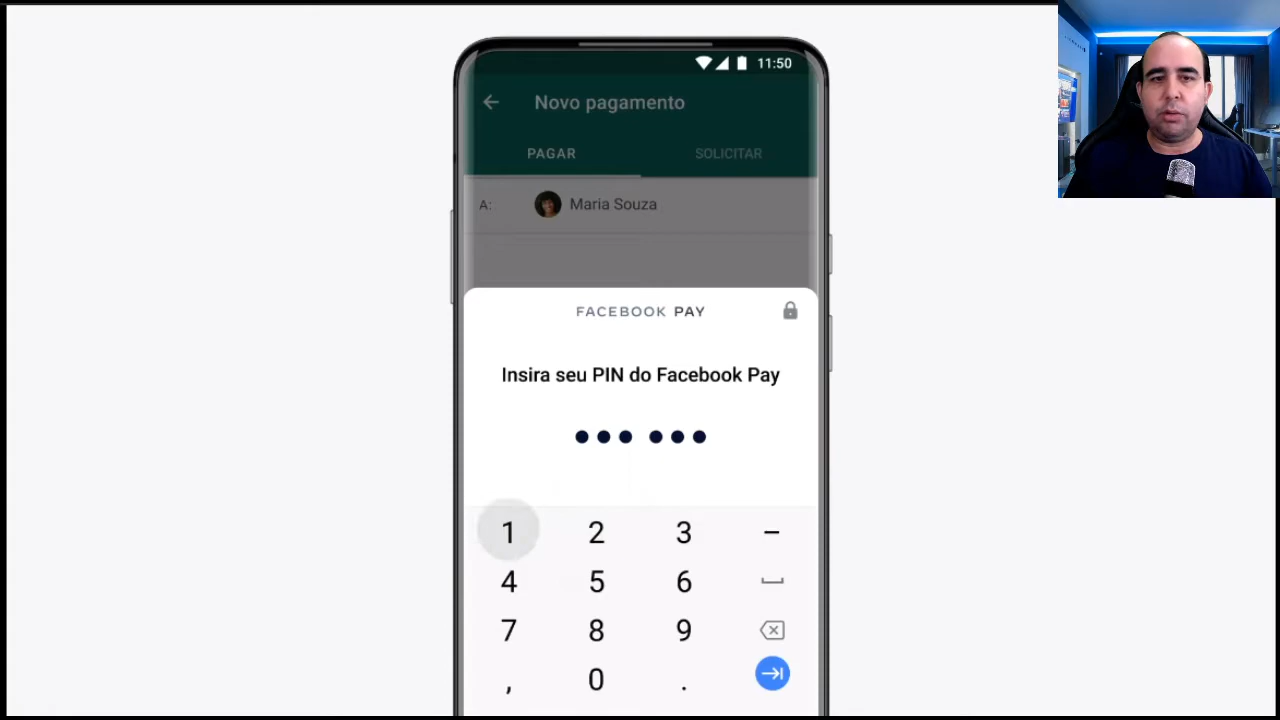 11:50
Novo pagamento
PAGAR SOLICITAR
A: Maria Souza
FACEBOOK PAY
Insira seu PIN do Facebook Pay
1 2 3 –
4 5 6
7 8 9
, 0 .